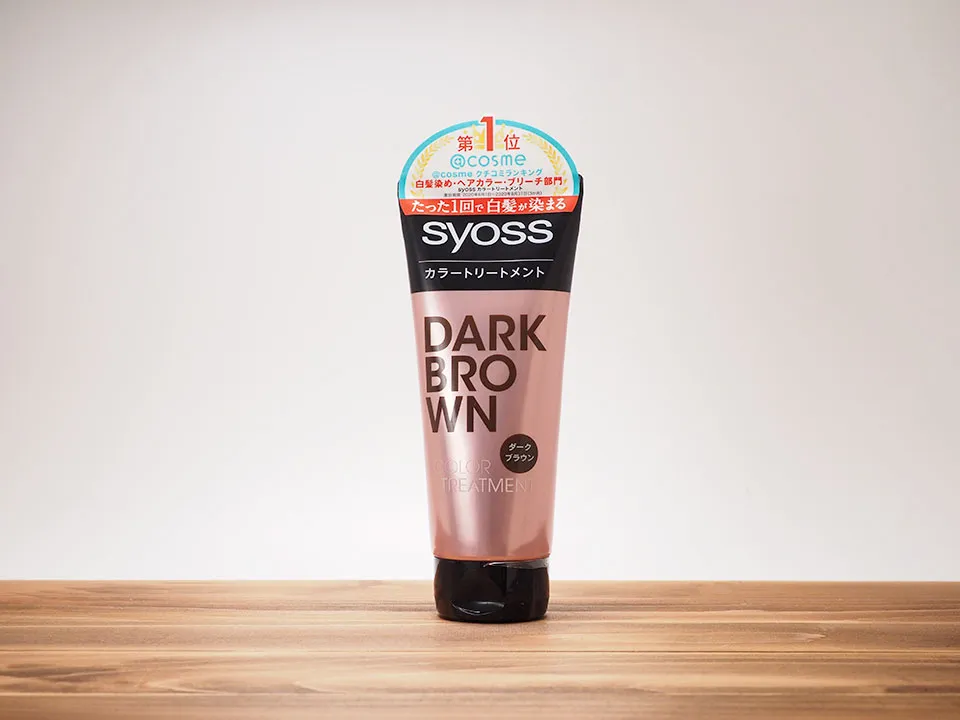 第1位
@cosme
@cosme クチコミランキング
白髪染め・ヘアカラー・ブリーチ部門
syoss カラートリートメント
たった1回で白髪が染まる
syoss
カラートリートメント
DARK
BRO
WN
ダーク
ブラウン
COLOR
TREATMENT